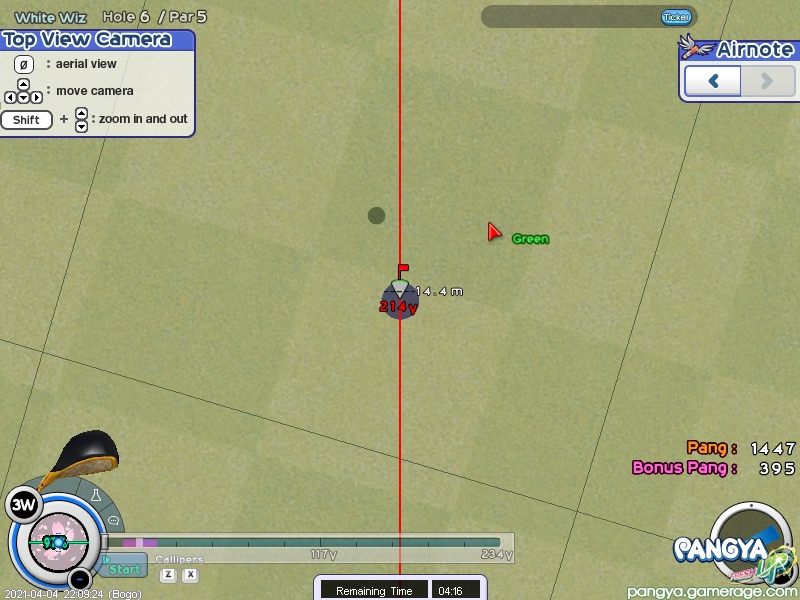 White Wiz Hole 6 / Par 5
Ticker
Top View Camera
Ø : aerial view
: move camera
Shift + : zoom in and out
Airnote
Green
14.4 m
214y
Pang : 1447
Bonus Pang : 395
3W
117y
234y
Start
Callipers
Z X
PANGYA
FRESH UP
Remaining Time 04:16
2021-04-04 22:09:24 (Bogo)
pangya.gamerage.com